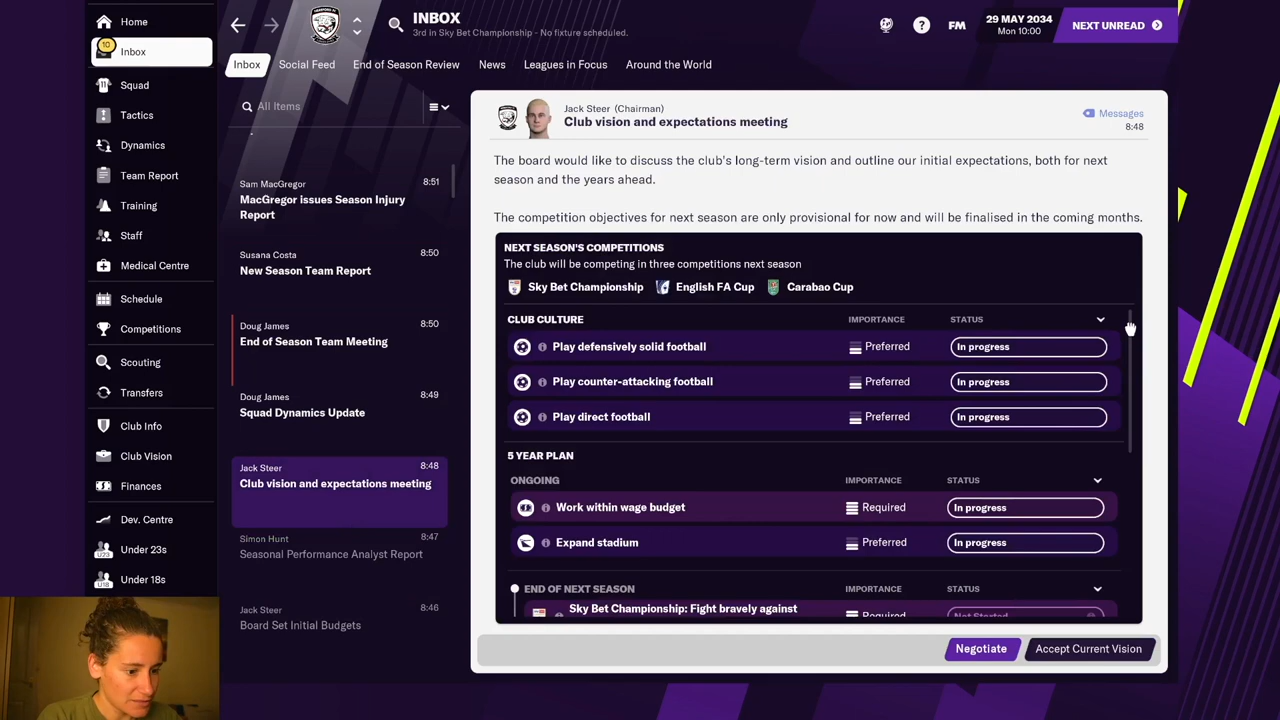 Home
10
Inbox
Squad
Tactics
Dynamics
Team Report
Training
Staff
Medical Centre
Schedule
Competitions
Scouting
Transfers
Club Info
Club Vision
Finances
Dev. Centre
U23
Under 23s
U18
Under 18s
INBOX
3rd in Sky Bet Championship - No fixture scheduled.
FM
29 MAY 2034
Mon 10:00
NEXT UNREAD
Inbox
Social Feed
End of Season Review
News
Leagues in Focus
Around the World
All Items
Sam MacGregor
8:51
MacGregor issues Season Injury
Report
Susana Costa
8:50
New Season Team Report
Doug James
8:50
End of Season Team Meeting
Doug James
8:49
Squad Dynamics Update
Jack Steer
8:48
Club vision and expectations meeting
Simon Hunt
8:47
Seasonal Performance Analyst Report
Jack Steer
8:46
Board Set Initial Budgets
Jack Steer (Chairman)
Club vision and expectations meeting
Messages
8:48
The board would like to discuss the club's long-term vision and outline our initial expectations, both for next
season and the years ahead.
The competition objectives for next season are only provisional for now and will be finalised in the coming months.
NEXT SEASON'S COMPETITIONS
The club will be competing in three competitions next season
Sky Bet Championship
English FA Cup
Carabao Cup
CLUB CULTURE
IMPORTANCE
STATUS
Play defensively solid football
Preferred
In progress
Play counter-attacking football
Preferred
In progress
Play direct football
Preferred
In progress
5 YEAR PLAN
ONGOING
IMPORTANCE
STATUS
Work within wage budget
Required
In progress
Expand stadium
Preferred
In progress
END OF NEXT SEASON
IMPORTANCE
STATUS
Sky Bet Championship: Fight bravely against
Required
Not Started
Negotiate
Accept Current Vision